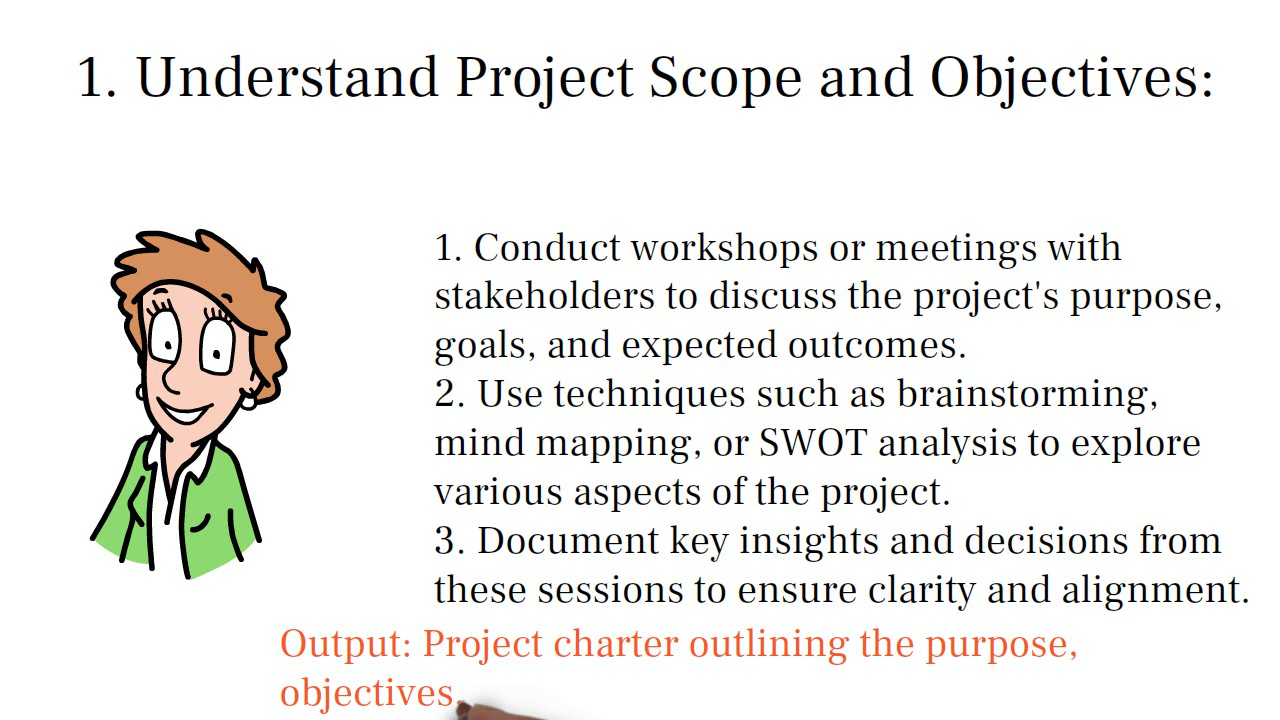 1. Understand Project Scope and Objectives:
1. Conduct workshops or meetings with
stakeholders to discuss the project's purpose,
goals, and expected outcomes.
2. Use techniques such as brainstorming,
mind mapping, or SWOT analysis to explore
various aspects of the project.
3. Document key insights and decisions from
these sessions to ensure clarity and alignment.
Output: Project charter outlining the purpose,
objectives,